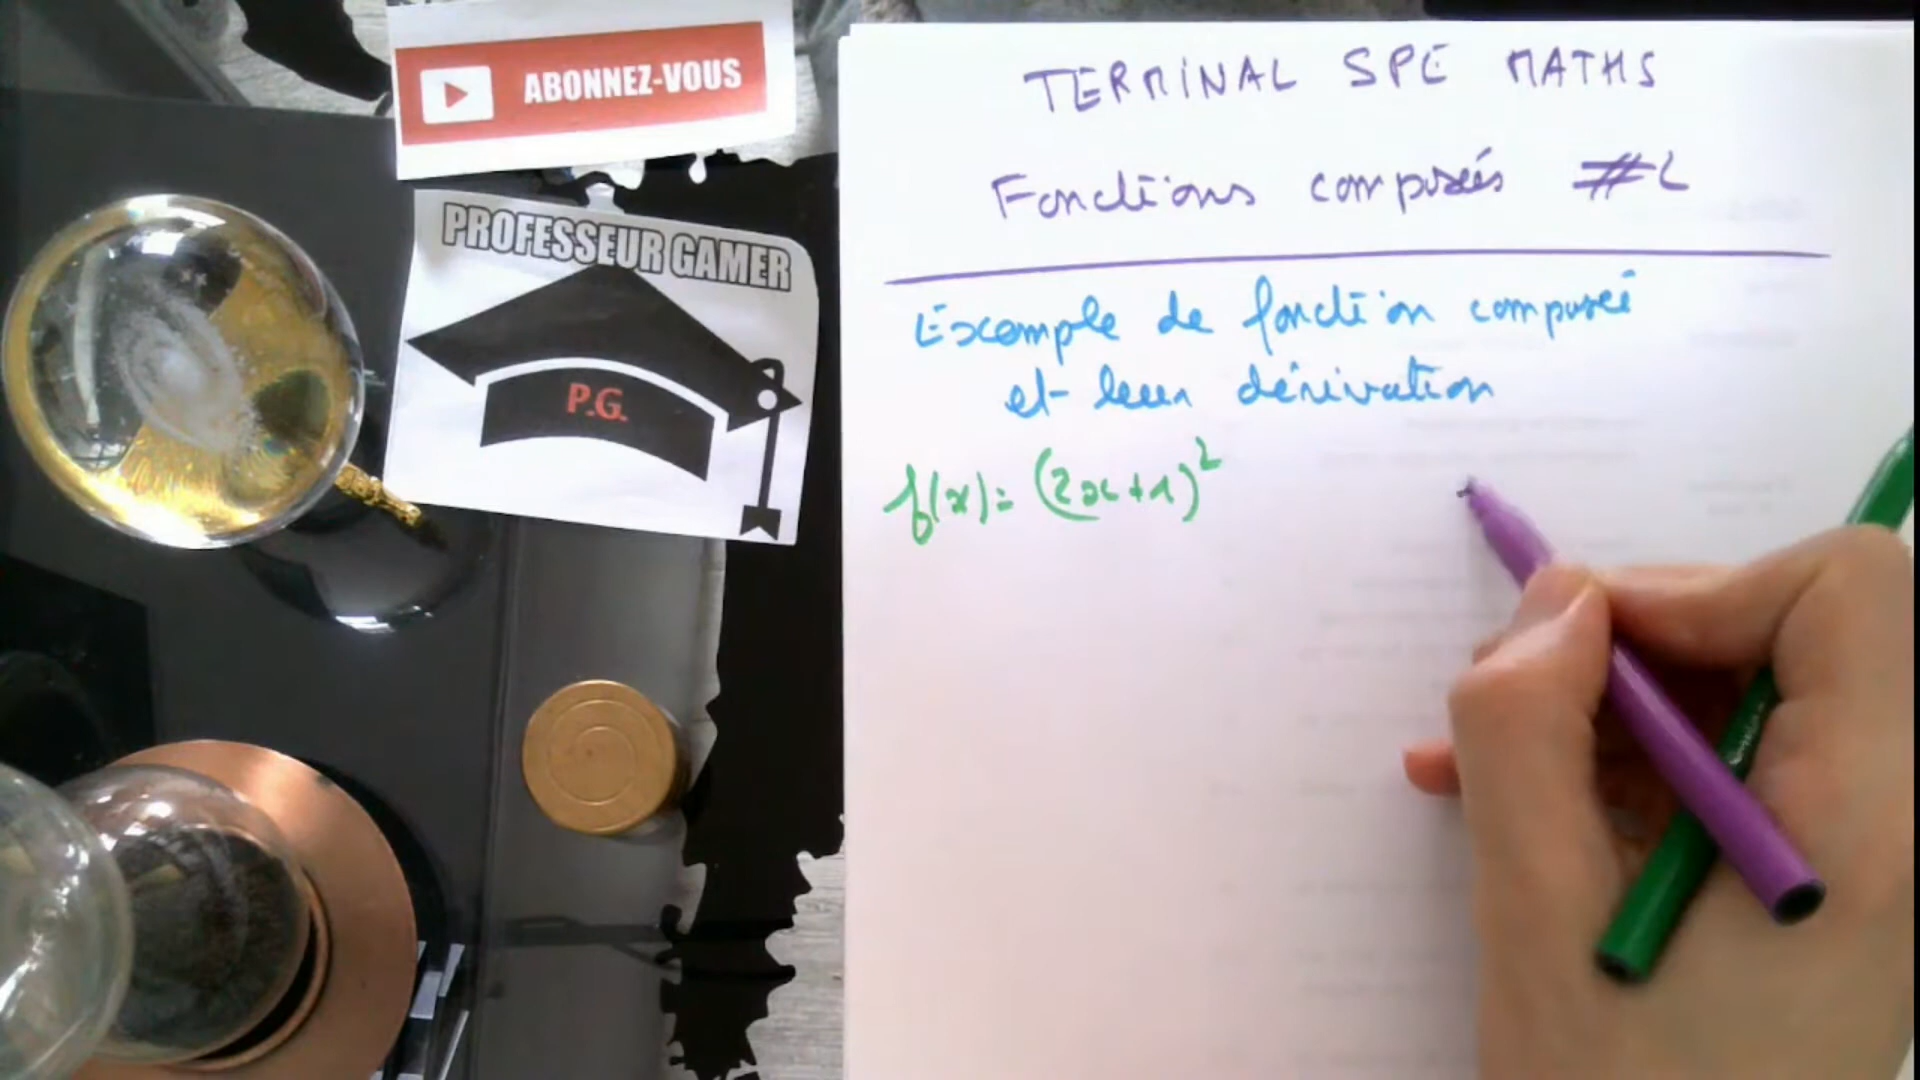 ABONNEZ-VOUS
PROFESSEUR GAMER
P.G.
TERMINAL SPE MATHS
Fonctions composés #2
Exemple de fonction composée
et leur dérivation
f(x)= (2x+1)²